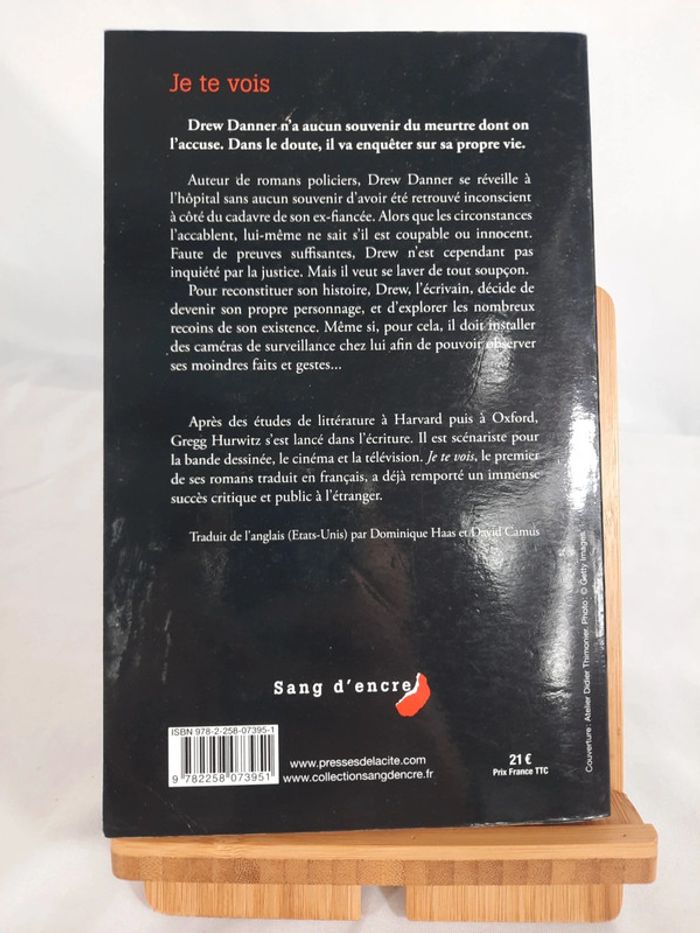 Je te vois
Drew Danner n'a aucun souvenir du meurtre dont on
l'accuse. Dans le doute, il va enquêter sur sa propre vie.
Auteur de romans policiers, Drew Danner se réveille à
l'hôpital sans aucun souvenir d'avoir été retrouvé inconscient
à côté du cadavre de son ex-fiancée. Alors que les circonstances
l'accablent, lui-même ne sait s'il est coupable ou innocent.
Faute de preuves suffisantes, Drew n'est cependant pas
inquiété par la justice. Mais il veut se laver de tout soupçon.
Pour reconstituer son histoire, Drew, l'écrivain, décide de
devenir son propre personnage, et d'explorer les nombreux
recoins de son existence. Même si, pour cela, il doit installer
des caméras de surveillance chez lui afin de pouvoir observer
ses moindres faits et gestes...
Après des études de littérature à Harvard puis à Oxford,
Gregg Hurwitz s'est lancé dans l'écriture. Il est scénariste pour
la bande dessinée, le cinéma et la télévision. Je te vois, le premier
de ses romans traduit en français, a déjà remporté un immense
succès critique et public à l'étranger.
Traduit de l'anglais (Etats-Unis) par Dominique Haas et David Camus
Sang d'encre
ISBN 978-2-258-07395-1
9 782258 073951
www.pressesdelacite.com
www.collectionsangdencre.fr
21 €
Prix France TTC
Couverture : Atelier Didier Thimonier. Photo : © Getty Images